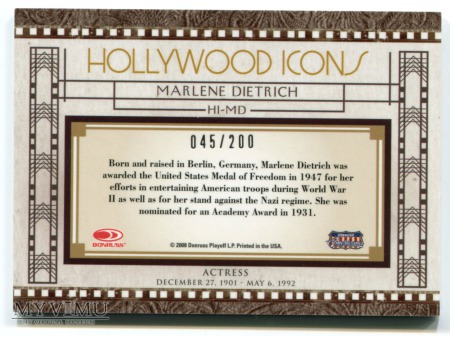 HOLLYWOOD ICONS
MARLENE DIETRICH
HI-MD
045/200
Born and raised in Berlin, Germany, Marlene Dietrich was
awarded the United States Medal of Freedom in 1947 for her
efforts in entertaining American troops during World War
II as well as for her stand against the Nazi regime. She was
nominated for an Academy Award in 1931.
© 2008 Donruss Playoff L.P. Printed in the USA.
DONRUSS
ACTRESS
DECEMBER 27, 1901 - MAY 6, 1992
MYVIMU